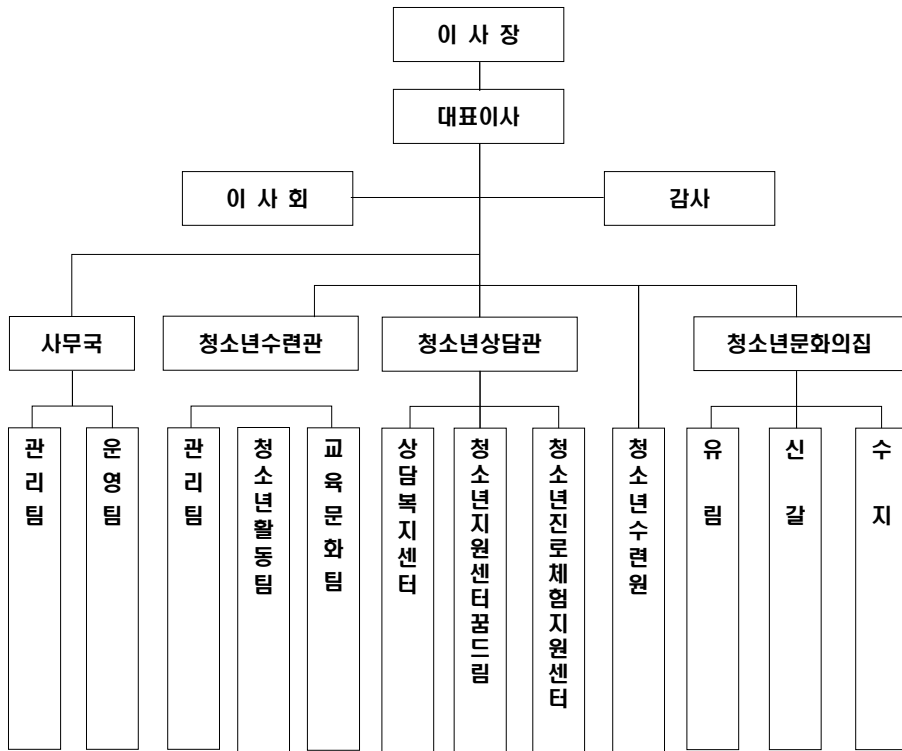 이 사 장
대표이사
이 사 회
감사
사무국
청소년수련관
청소년상담관
청소년문화의집
관리팀
운영팀
관리팀
청소년활동팀
교육문화팀
상담복지센터
청소년지원센터꿈드림
청소년진로체험지원센터
청소년수련원
유림
신갈
수지